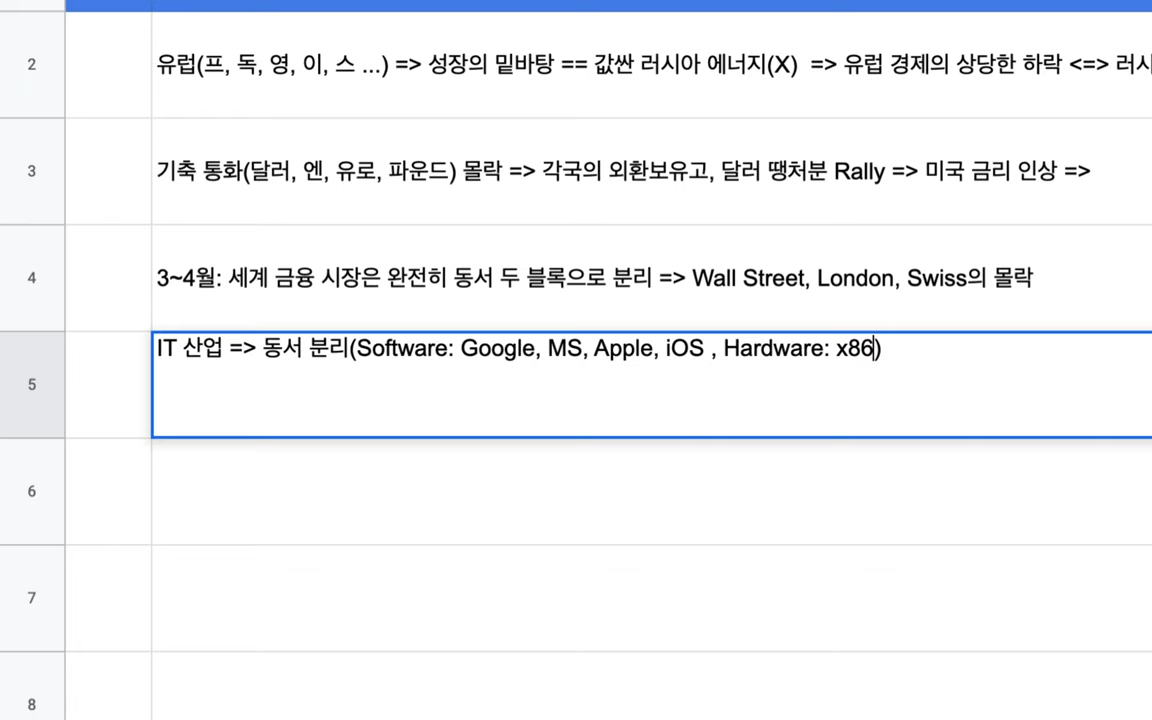 2
유럽(프, 독, 영, 이, 스 ...) => 성장의 밑바탕 == 값싼 러시아 에너지(X)  => 유럽 경제의 상당한 하락 <=> 러시
3
기축 통화(달러, 엔, 유로, 파운드) 몰락 => 각국의 외환보유고, 달러 땡처분 Rally => 미국 금리 인상 =>
4
3~4월: 세계 금융 시장은 완전히 동서 두 블록으로 분리 => Wall Street, London, Swiss의 몰락
5
IT 산업 => 동서 분리(Software: Google, MS, Apple, iOS , Hardware: x86)
6
7
8